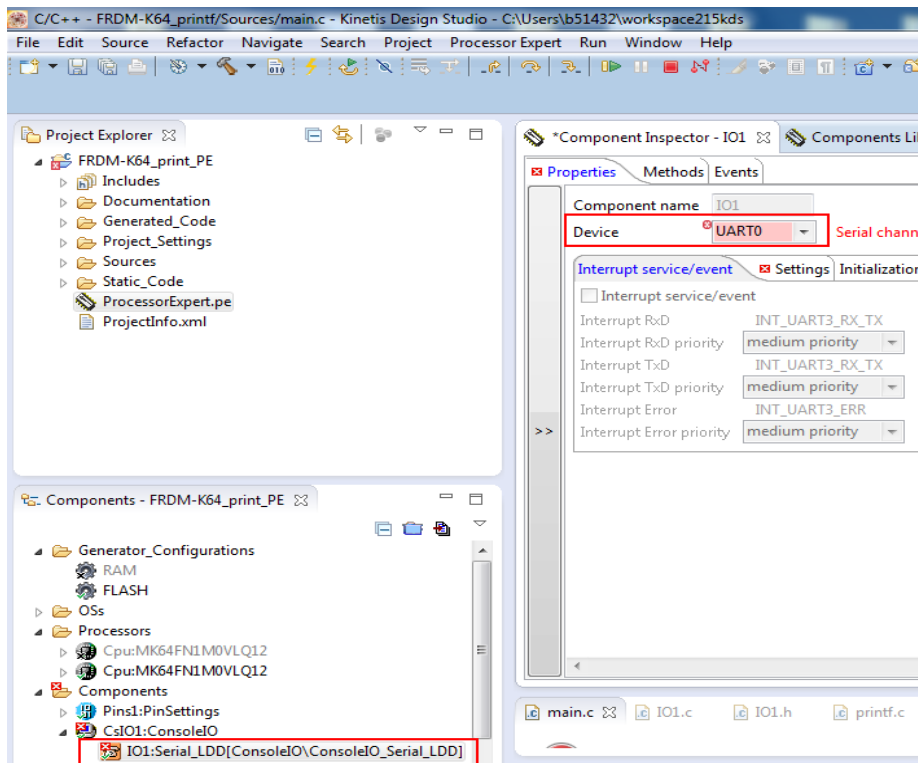 C/C++ - FRDM-K64_printf/Sources/main.c - Kinetis Design Studio - C:\Users\b51432\workspace215kds
File Edit Source Refactor Navigate Search Project Processor Expert Run Window Help
Project Explorer
FRDM-K64_print_PE
Includes
Documentation
Generated_Code
Project_Settings
Sources
Static_Code
ProcessorExpert.pe
ProjectInfo.xml
*Component Inspector - IO1 Components Li
Properties Methods Events
Component name IO1
Device UART0 Serial chann
Interrupt service/event Settings Initialization
Interrupt service/event
Interrupt RxD INT_UART3_RX_TX
Interrupt RxD priority medium priority
Interrupt TxD INT_UART3_RX_TX
Interrupt TxD priority medium priority
Interrupt Error INT_UART3_ERR
Interrupt Error priority medium priority
>>
Components - FRDM-K64_print_PE
Generator_Configurations
RAM
FLASH
OSs
Processors
Cpu:MK64FN1M0VLQ12
Cpu:MK64FN1M0VLQ12
Components
Pins1:PinSettings
CsIO1:ConsoleIO
IO1:Serial_LDD[ConsoleIO\ConsoleIO_Serial_LDD]
main.c IO1.c IO1.h printf.c